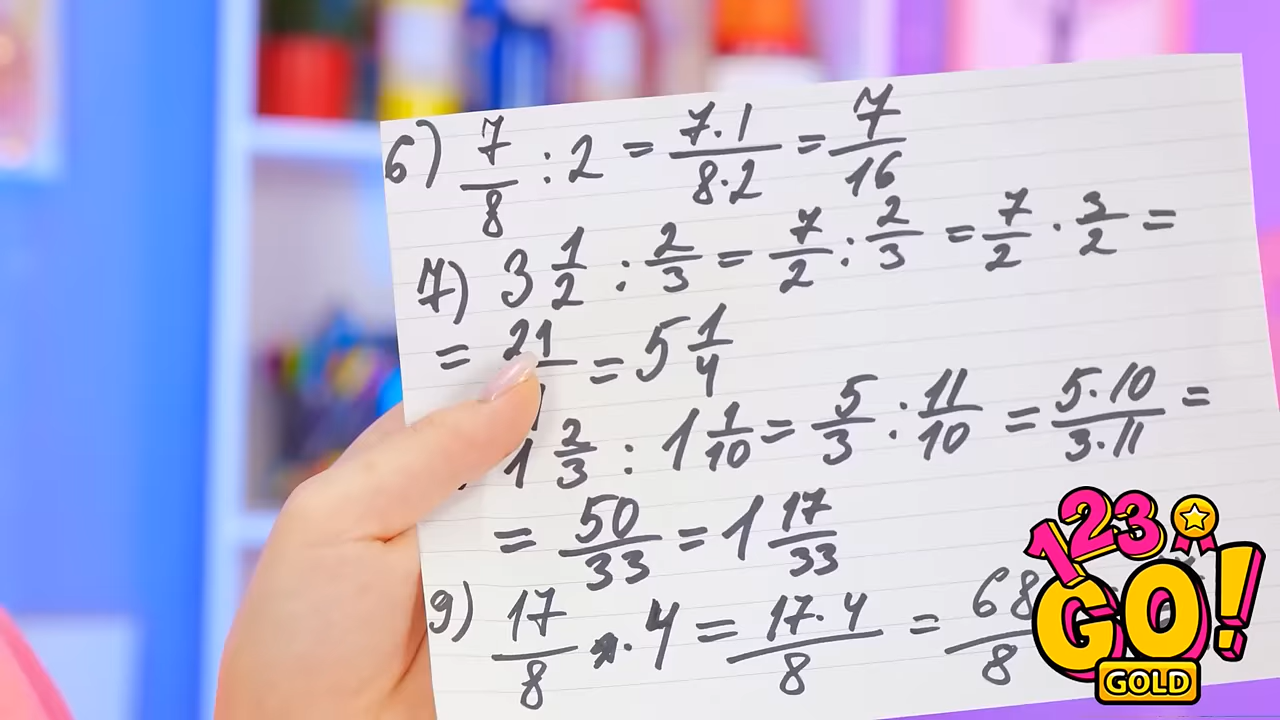 6) 7/8 : 2 = 7·1/8·2 = 7/16
7) 3 1/2 : 2/3 = 7/2 : 2/3 = 7/2 · 3/2 =
= 21/ = 5 1/4
1 2/3 : 1 1/10 = 5/3 : 11/10 = 5·10/3·11 =
= 50/33 = 1 17/33
9) 17/8 · 4 = 17·4/8 = 68/8
123
GO!
GOLD